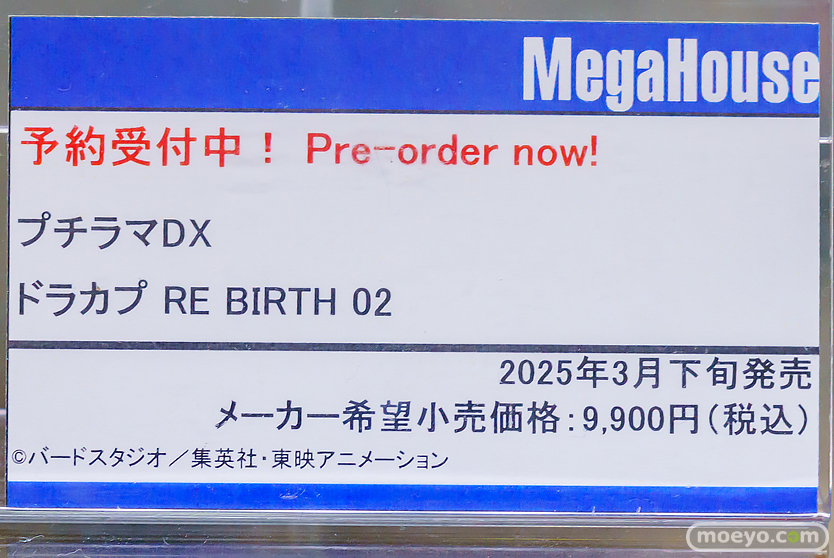 MegaHouse
予約受付中! Pre-order now!
プチラマDX
ドラカプ RE BIRTH 02
2025年3月下旬発売
メーカー希望小売価格:9,900円(税込)
©バードスタジオ/集英社・東映アニメーション
moeyo.com